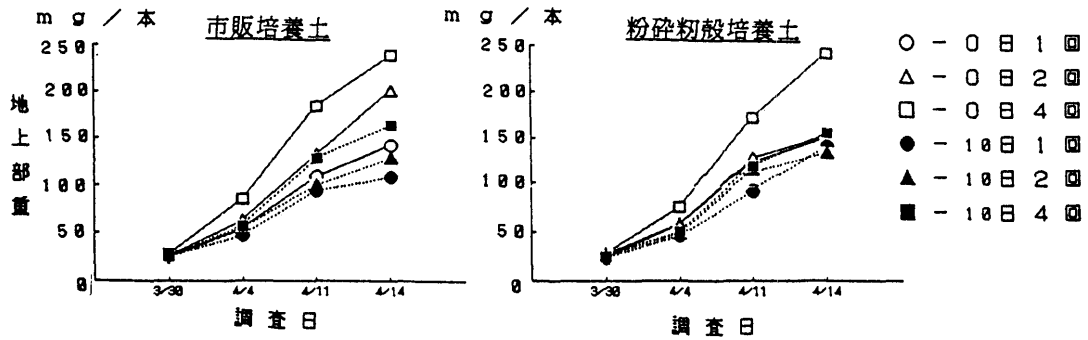 mg/本
市販培養土
250
200
150
100
50
0
地上部重
3/30 4/4 4/11 4/14
調査日
mg/本
粉砕籾殻培養土
250
200
150
100
50
0
3/30 4/4 4/11 4/14
調査日
○－0日1回
△－0日2回
□－0日4回
●－10日1回
▲－10日2回
■－10日4回